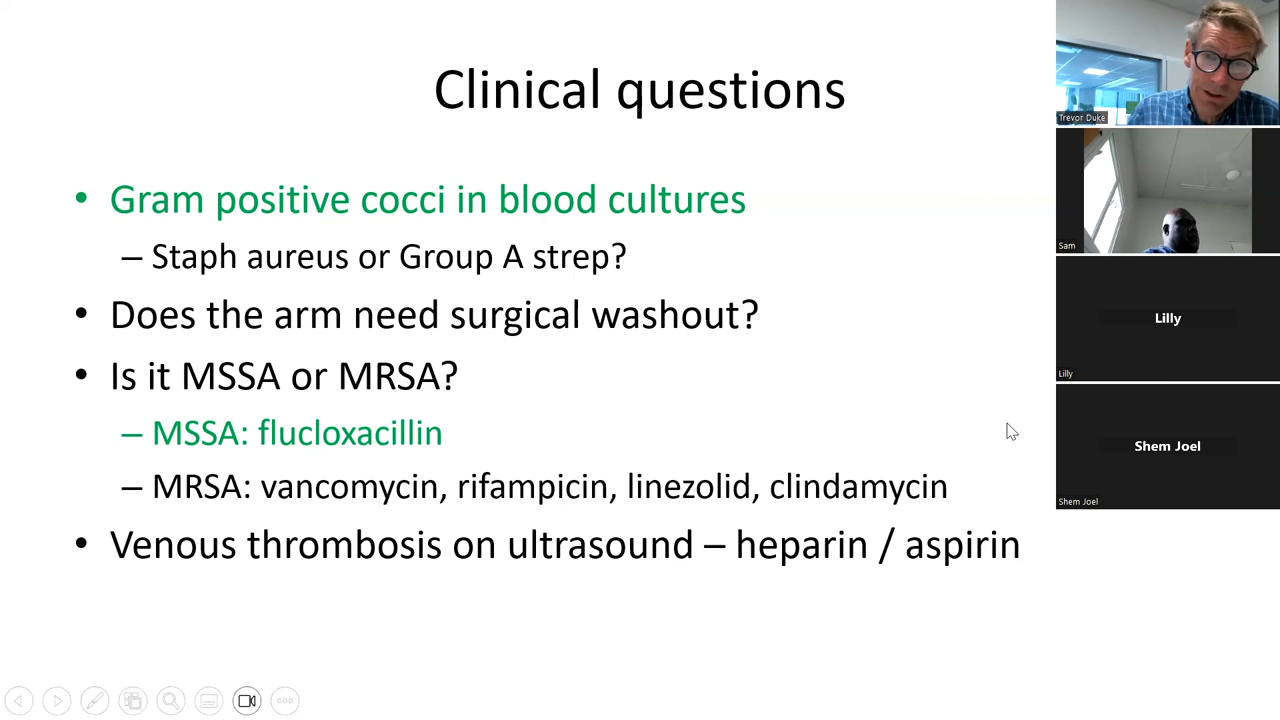 Clinical questions
• Gram positive cocci in blood cultures
– Staph aureus or Group A strep?
• Does the arm need surgical washout?
• Is it MSSA or MRSA?
– MSSA: flucloxacillin
– MRSA: vancomycin, rifampicin, linezolid, clindamycin
• Venous thrombosis on ultrasound – heparin / aspirin
Trevor Duke
Sam
Lilly
Lilly
Shem Joel
Shem Joel